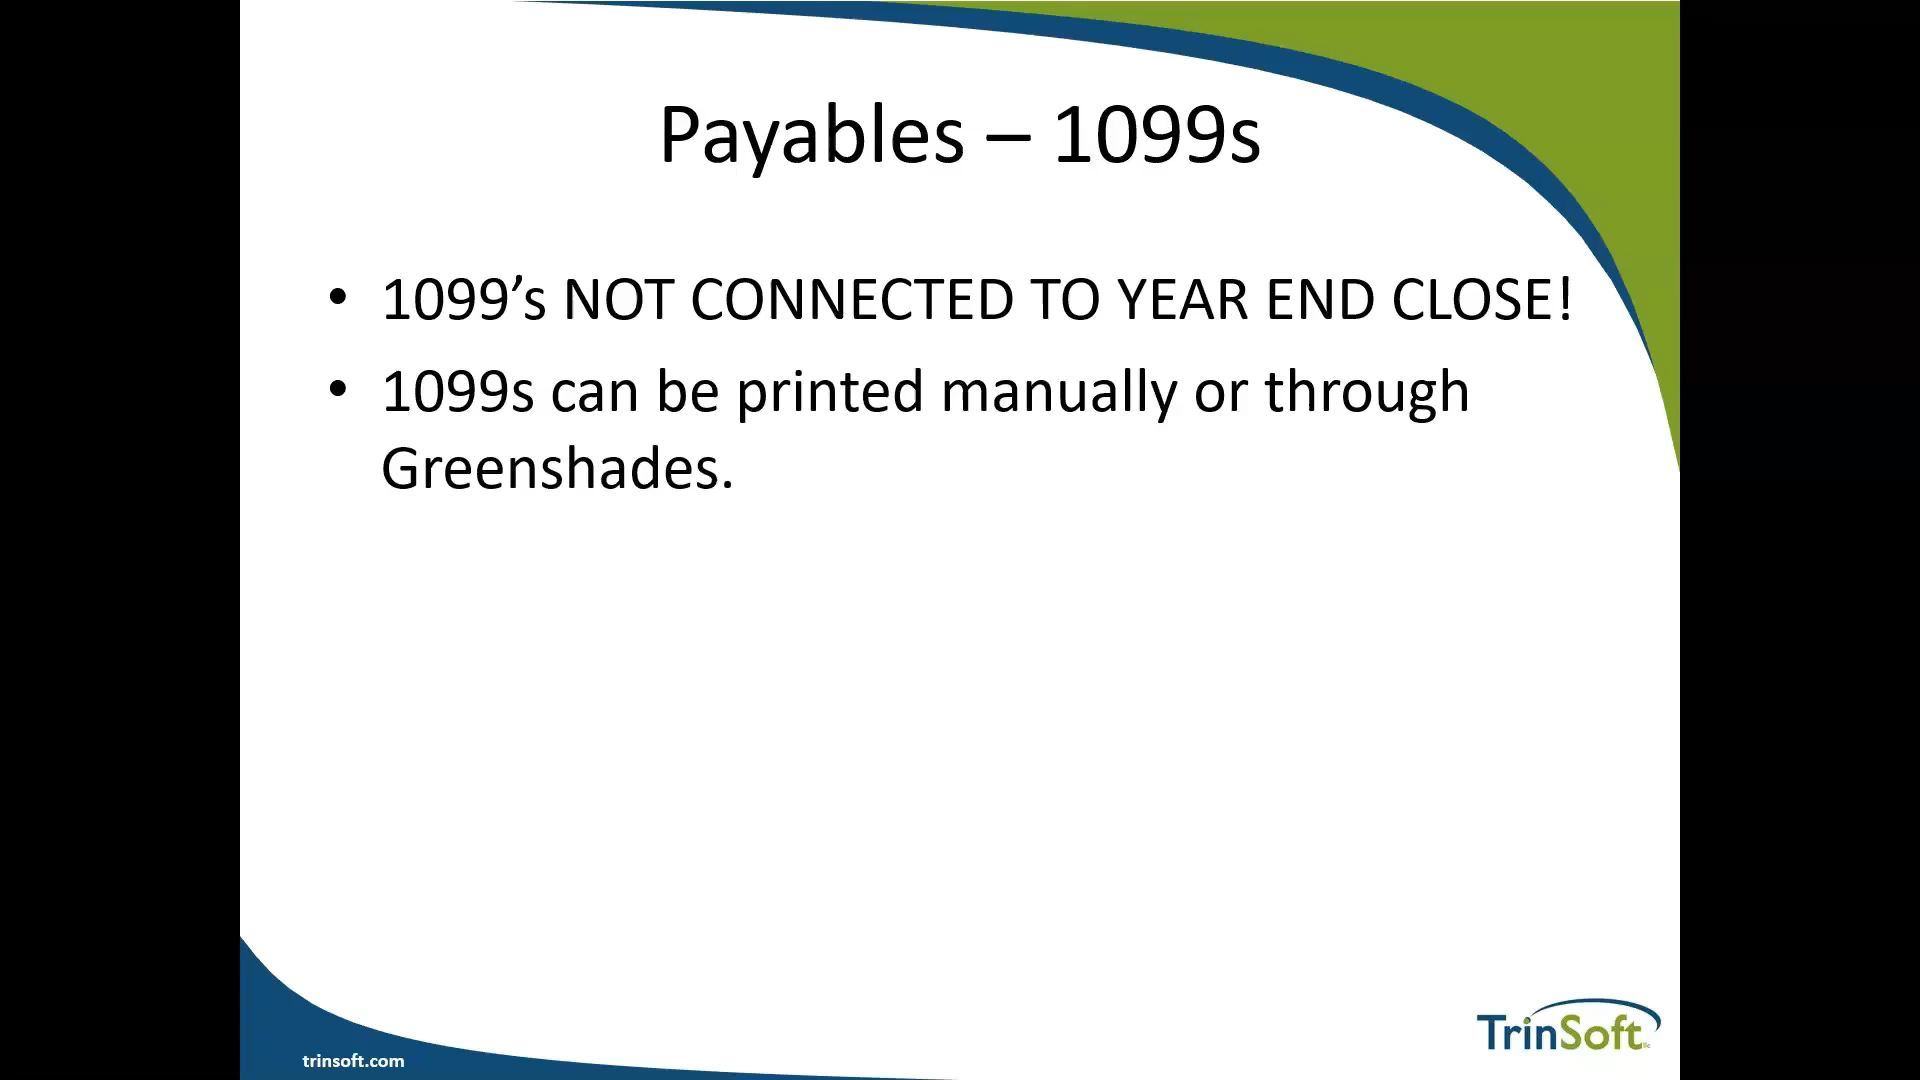 Payables – 1099s
• 1099’s NOT CONNECTED TO YEAR END CLOSE!
• 1099s can be printed manually or through
Greenshades.
trinsoft.com
TrinSoft llc